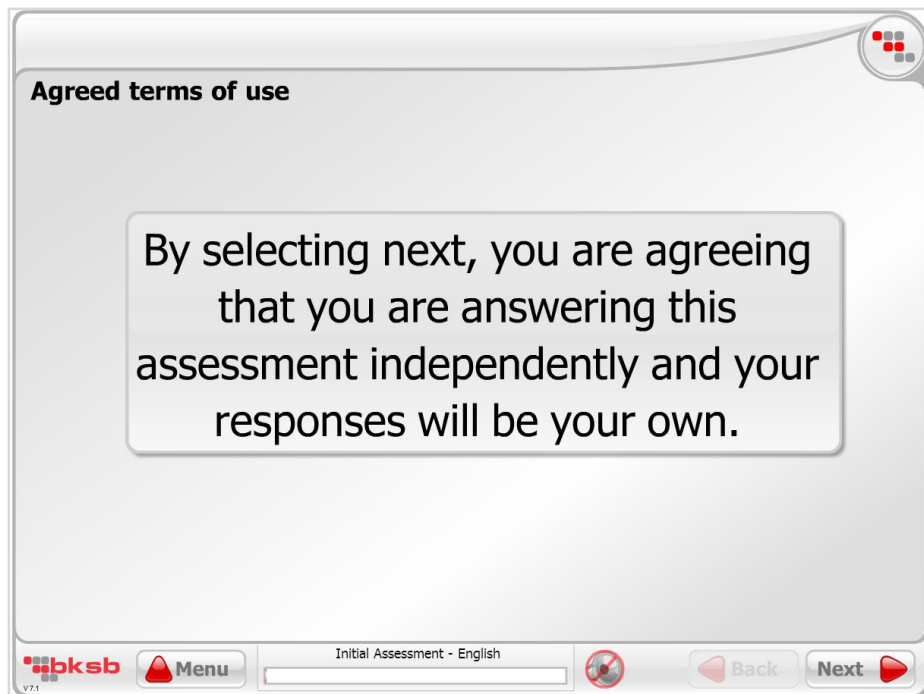 Agreed terms of use
By selecting next, you are agreeing
that you are answering this
assessment independently and your
responses will be your own.
bksb
V 7.1
Menu
Initial Assessment - English
Back
Next